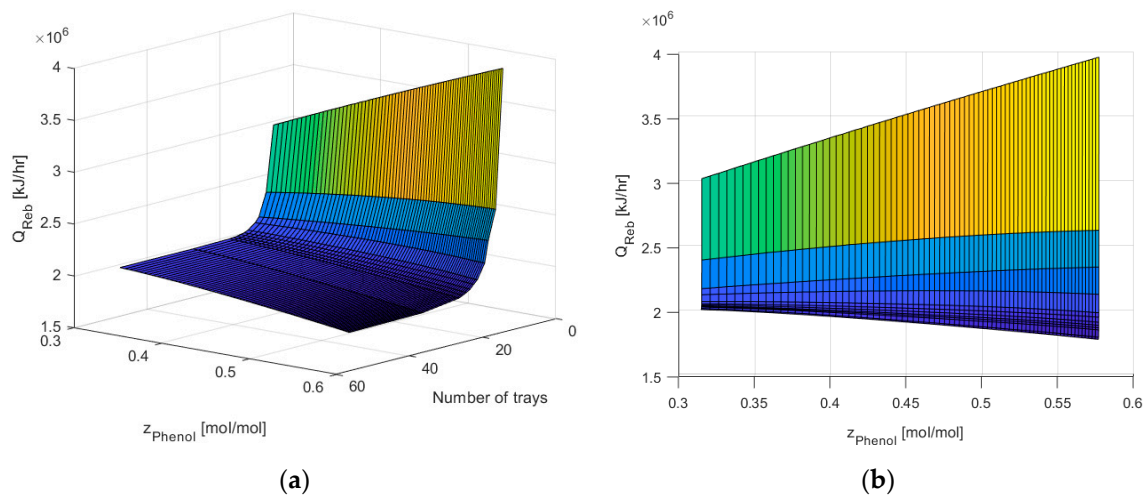 ×10⁶
4
3.5
3
2.5
2
1.5
Q_Reb [kJ/hr]
0.3
0.4
0.5
0.6
z_Phenol [mol/mol]
60
40
20
0
Number of trays
(a)
×10⁶
4
3.5
3
2.5
2
1.5
Q_Reb [kJ/hr]
0.3 0.35 0.4 0.45 0.5 0.55 0.6
z_Phenol [mol/mol]
(b)